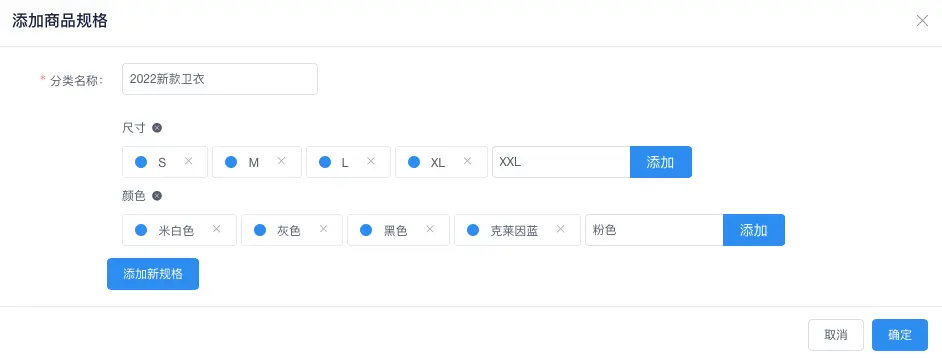 添加商品规格
* 分类名称： 2022新款卫衣
尺寸
S M L XL XXL 添加
颜色
米白色 灰色 黑色 克莱因蓝 粉色 添加
添加新规格
取消 确定